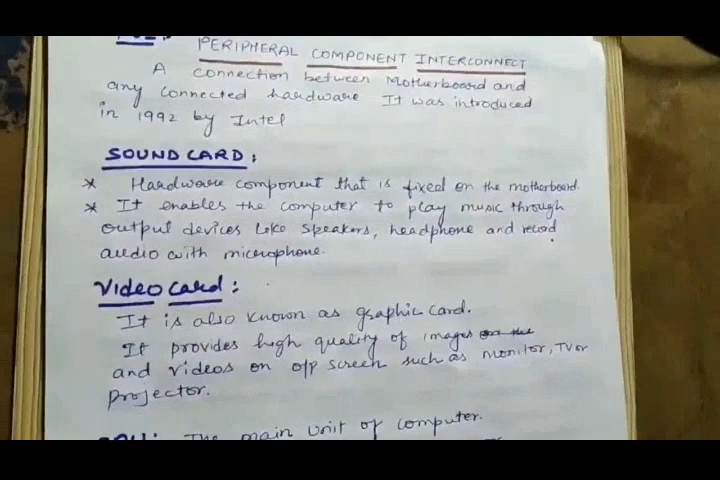 PCI: PERIPHERAL COMPONENT INTERCONNECT
A connection between Motherboard and
any connected hardware It was introduced
in 1992 by Intel
SOUND CARD:
* Hardware component that is fixed on the motherboard.
* It enables the computer to play music through
output devices like speakers, headphone and record
audio with microphone.
Video card:
It is also known as graphic card.
It provides high quality of images on the
and videos on o/p screen such as monitor, TV or
projector.
CPU: The main unit of computer.